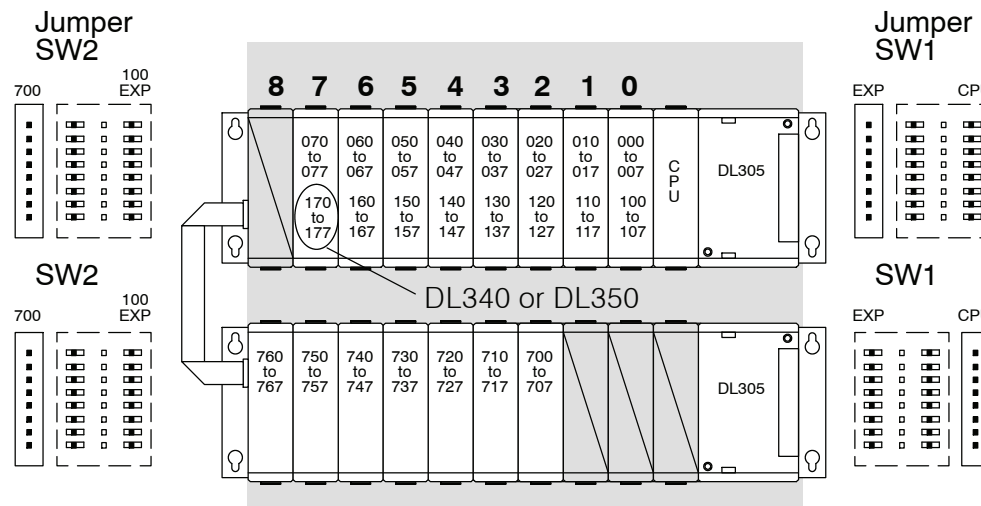 Jumper
SW2
Jumper
SW1
700
100
EXP
EXP
8 7 6 5 4 3 2 1 0
070 to 077
060 to 067
050 to 057
040 to 047
030 to 037
020 to 027
010 to 017
000 to 007
170 to 177
160 to 167
150 to 157
140 to 147
130 to 137
120 to 127
110 to 117
100 to 107
CPU
DL305
DL340 or DL350
SW2
SW1
700
100
EXP
EXP
760 to 767
750 to 757
740 to 747
730 to 737
720 to 727
710 to 717
700 to 707
DL305